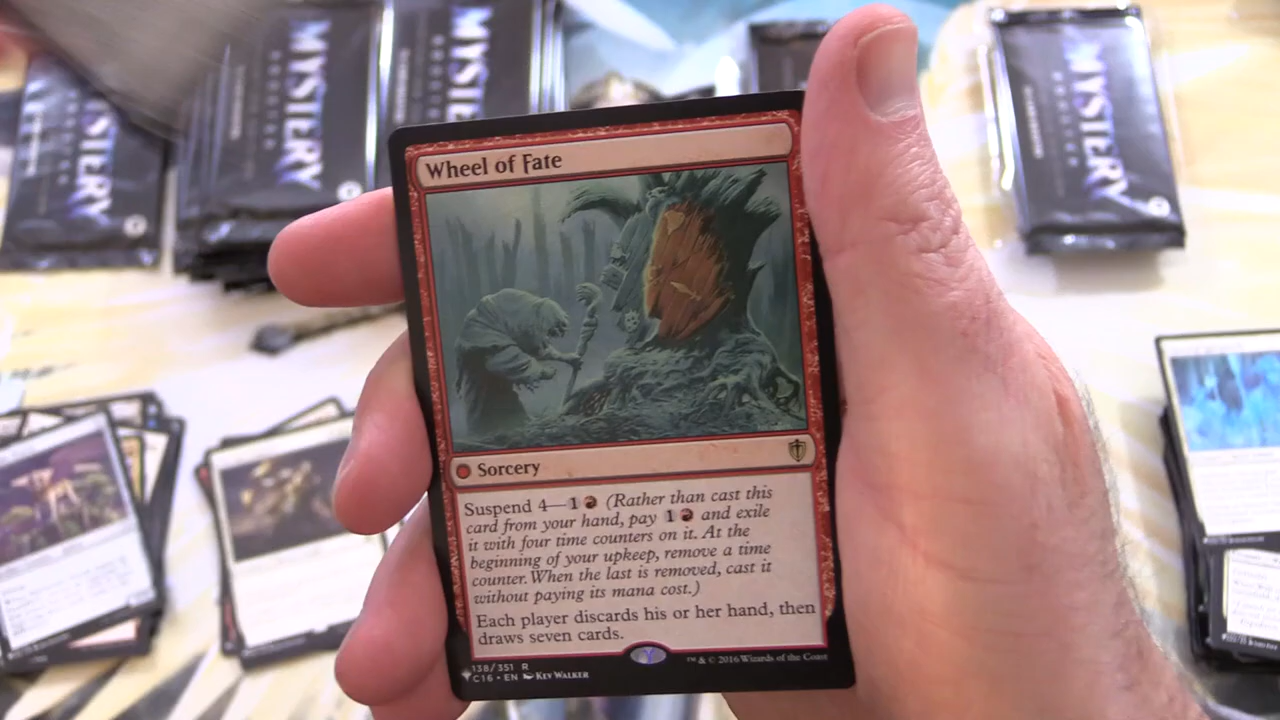 MYSTERY
MYSTERY
MYSTERY
MYSTERY
Wheel of Fate
Sorcery
Suspend 4—1 (Rather than cast this
card from your hand, pay 1 and exile
it with four time counters on it. At the
beginning of your upkeep, remove a time
counter. When the last is removed, cast it
without paying its mana cost.)
Each player discards his or her hand, then
draws seven cards.
138/351 R
C16 • EN Kev Walker
™ & © 2016 Wizards of the Coast